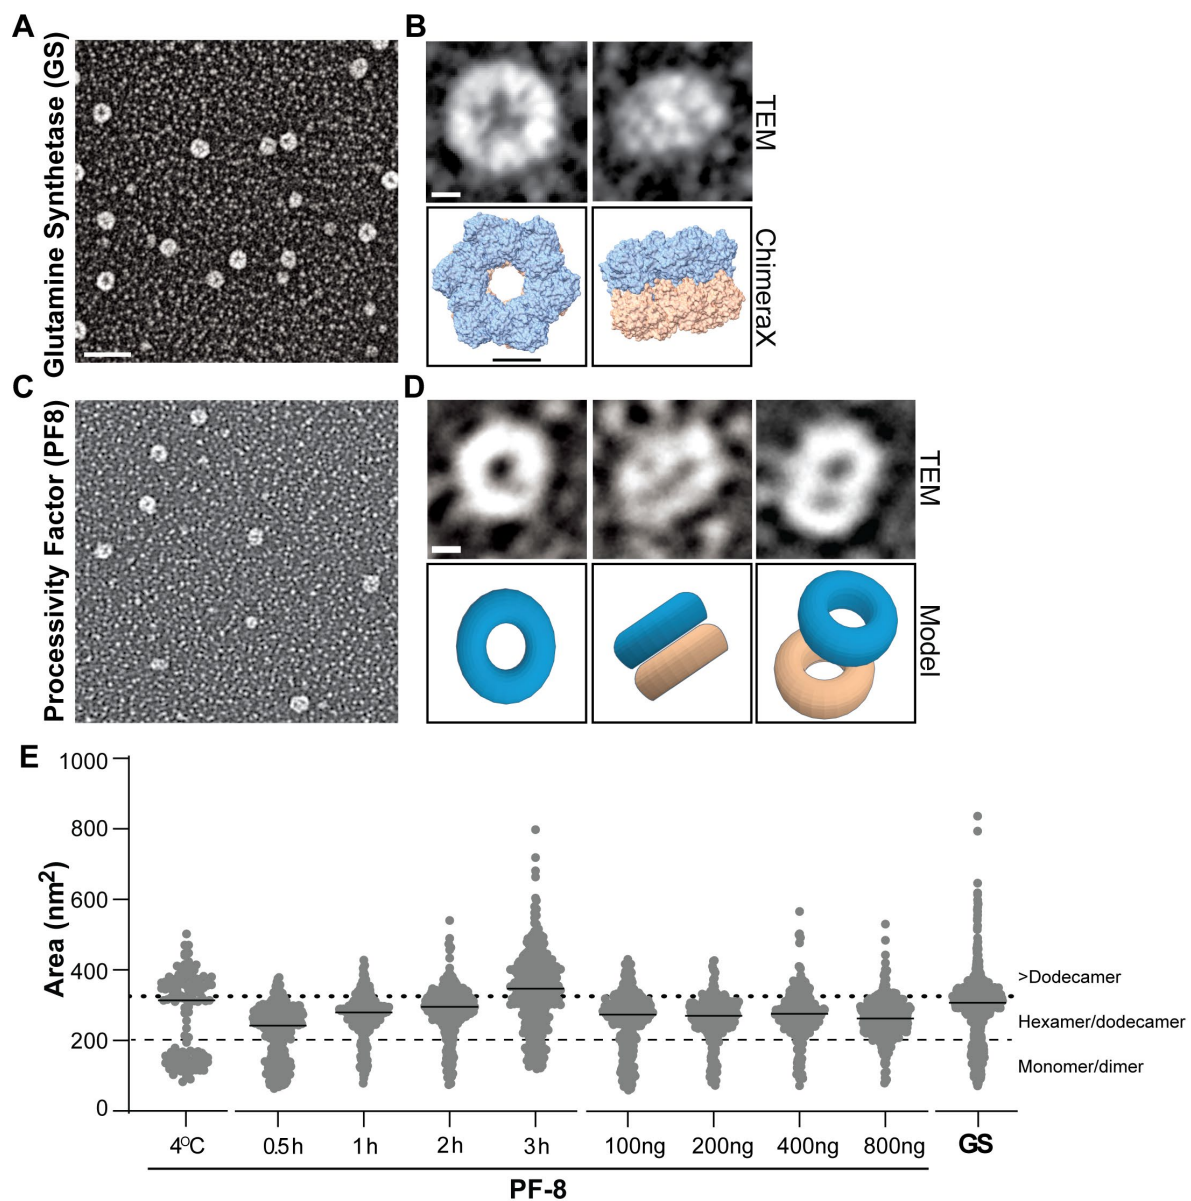 A
B
Glutamine Synthetase (GS)
TEM
ChimeraX
C
D
Processivity Factor (PF8)
TEM
Model
E
Area (nm²)
1000
800
600
400
200
0
>Dodecamer
Hexamer/dodecamer
Monomer/dimer
4ºC 0.5h 1h 2h 3h 100ng 200ng 400ng 800ng GS
PF-8